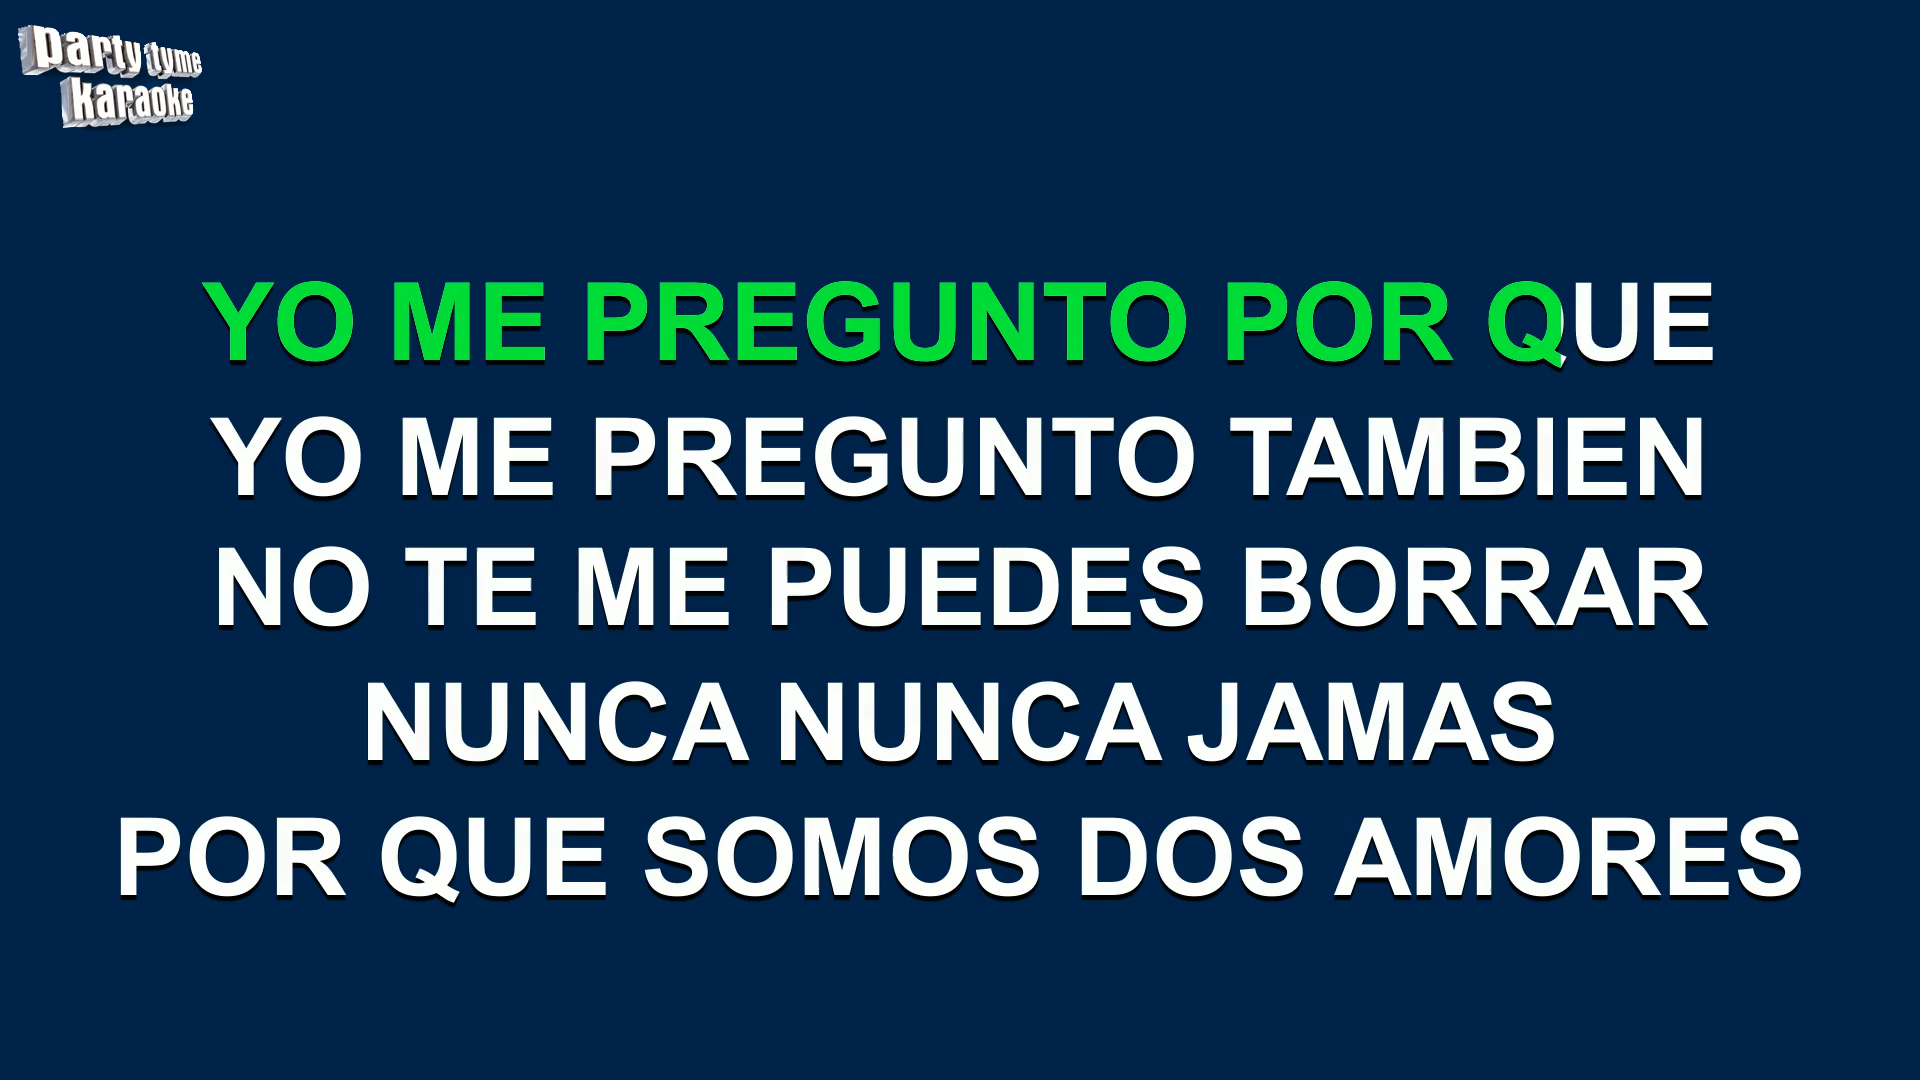 party tyme
karaoke
YO ME PREGUNTO POR QUE
YO ME PREGUNTO TAMBIEN
NO TE ME PUEDES BORRAR
NUNCA NUNCA JAMAS
POR QUE SOMOS DOS AMORES